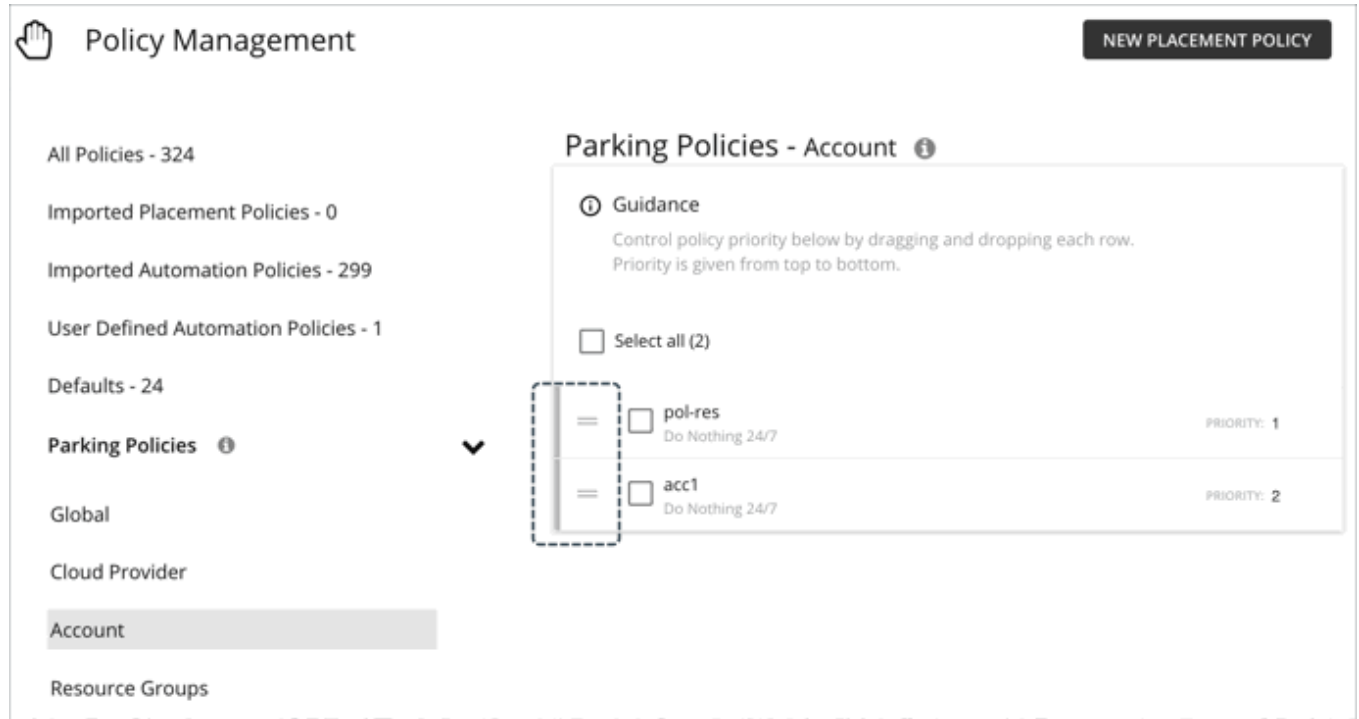 Policy Management
NEW PLACEMENT POLICY
All Policies - 324
Imported Placement Policies - 0
Imported Automation Policies - 299
User Defined Automation Policies - 1
Defaults - 24
Parking Policies
Global
Cloud Provider
Account
Resource Groups
Parking Policies - Account
Guidance
Control policy priority below by dragging and dropping each row.
Priority is given from top to bottom.
Select all (2)
pol-res
Do Nothing 24/7
PRIORITY: 1
acc1
Do Nothing 24/7
PRIORITY: 2